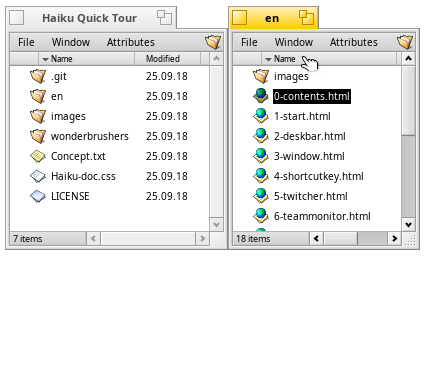 Haiku Quick Tour
File Window Attributes
Name Modified
.git 25.09.18
en 25.09.18
images 25.09.18
wonderbrushers 25.09.18
Concept.txt 25.09.18
Haiku-doc.css 25.09.18
LICENSE 25.09.18
7 items
en
File Window Attributes
Name
images
0-contents.html
1-start.html
2-deskbar.html
3-window.html
4-shortcutkey.html
5-twitcher.html
6-teammonitor.html
18 items